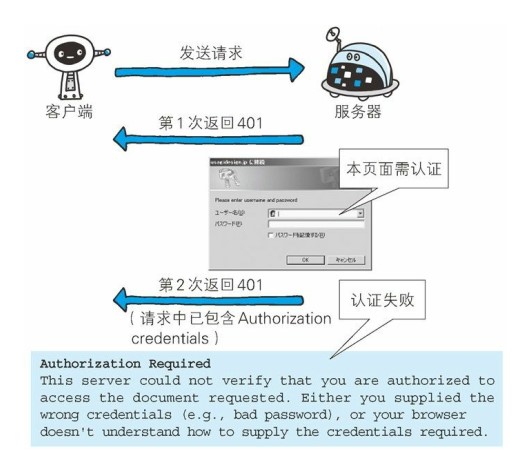 发送请求
客户端
服务器
第1次返回401
本页面需认证
Please enter username and password
ユーザー名(U)
パスワード(P)
パスワードを記憶する(R)
OK
キャンセル
第2次返回401
(请求中已包含Authorization
credentials)
认证失败
Authorization Required
This server could not verify that you are authorized to
access the document requested. Either you supplied the
wrong credentials (e.g., bad password), or your browser
doesn't understand how to supply the credentials required.